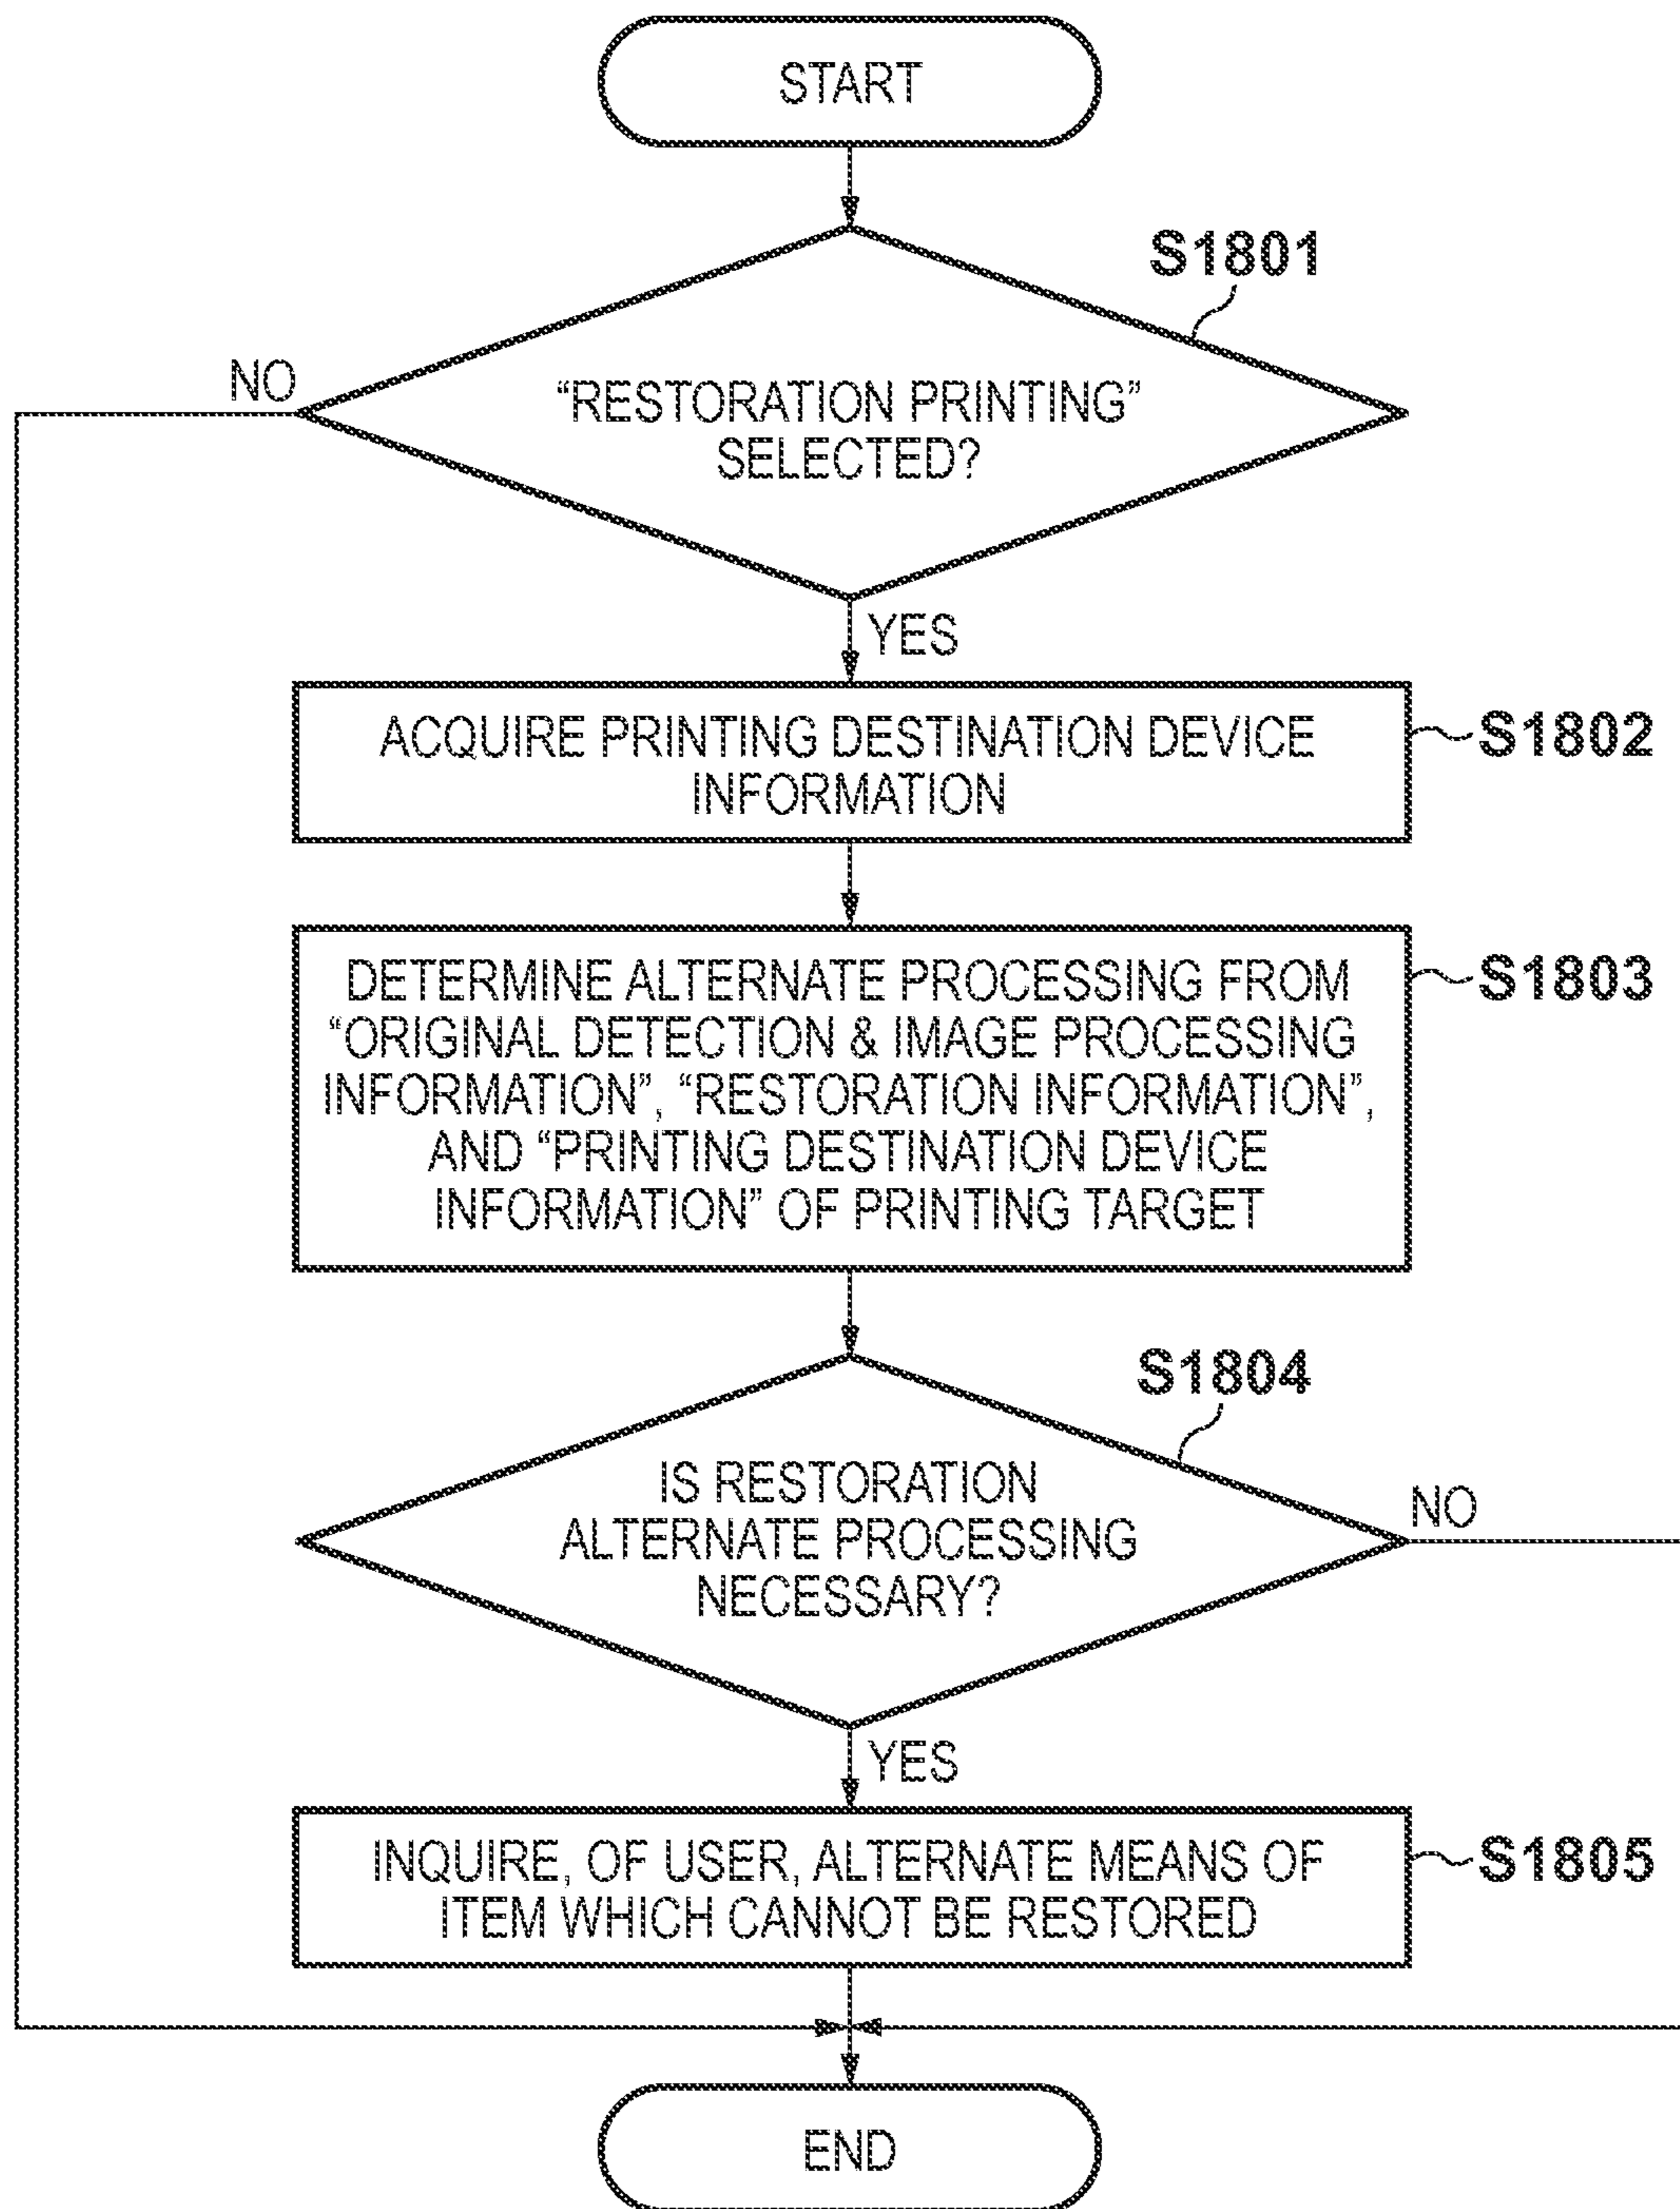 START
S1801
NO
“RESTORATION PRINTING”
SELECTED?
YES
ACQUIRE PRINTING DESTINATION DEVICE
INFORMATION
S1802
DETERMINE ALTERNATE PROCESSING FROM
“ORIGINAL DETECTION & IMAGE PROCESSING
INFORMATION”, “RESTORATION INFORMATION”,
AND “PRINTING DESTINATION DEVICE
INFORMATION” OF PRINTING TARGET
S1803
S1804
IS RESTORATION
ALTERNATE PROCESSING
NECESSARY?
NO
YES
INQUIRE, OF USER, ALTERNATE MEANS OF
ITEM WHICH CANNOT BE RESTORED
S1805
END